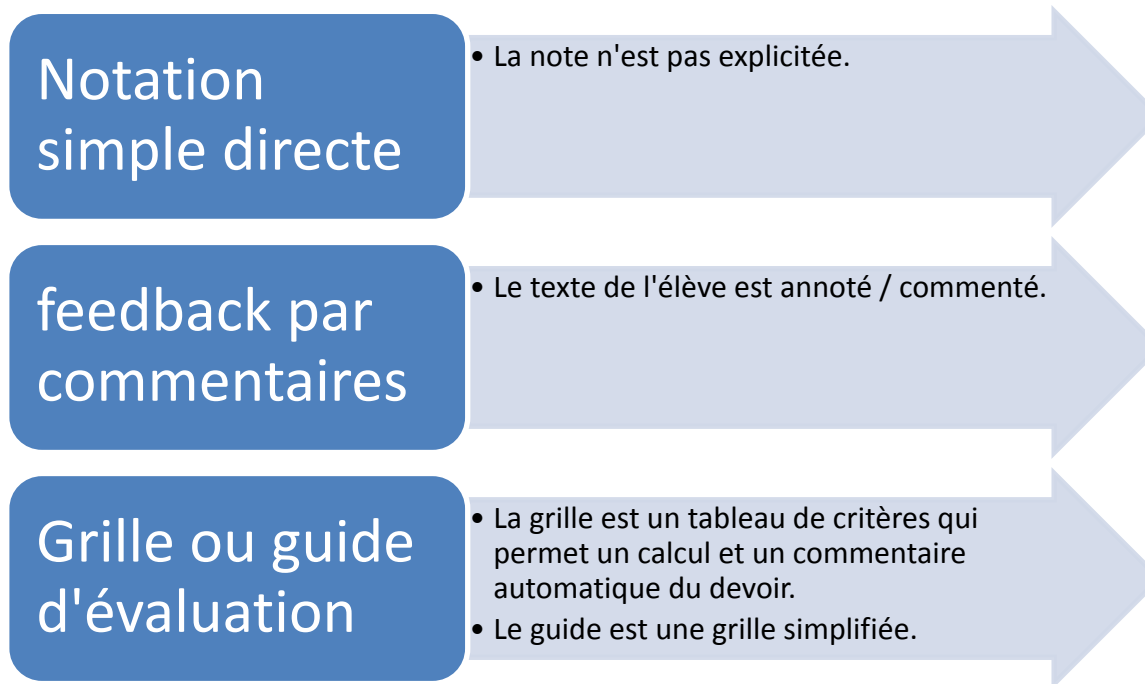 Notation
simple directe
• La note n'est pas explicitée.
feedback par
commentaires
• Le texte de l'élève est annoté / commenté.
Grille ou guide
d'évaluation
• La grille est un tableau de critères qui
permet un calcul et un commentaire
automatique du devoir.
• Le guide est une grille simplifiée.